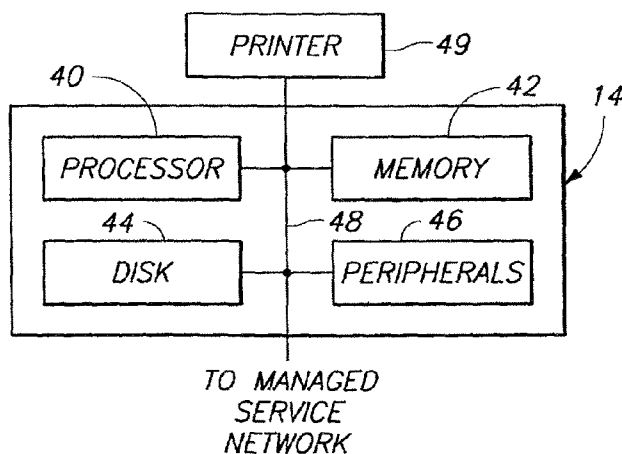 PRINTER
49
40
42
14
PROCESSOR
MEMORY
48
44
46
DISK
PERIPHERALS
TO MANAGED
SERVICE
NETWORK